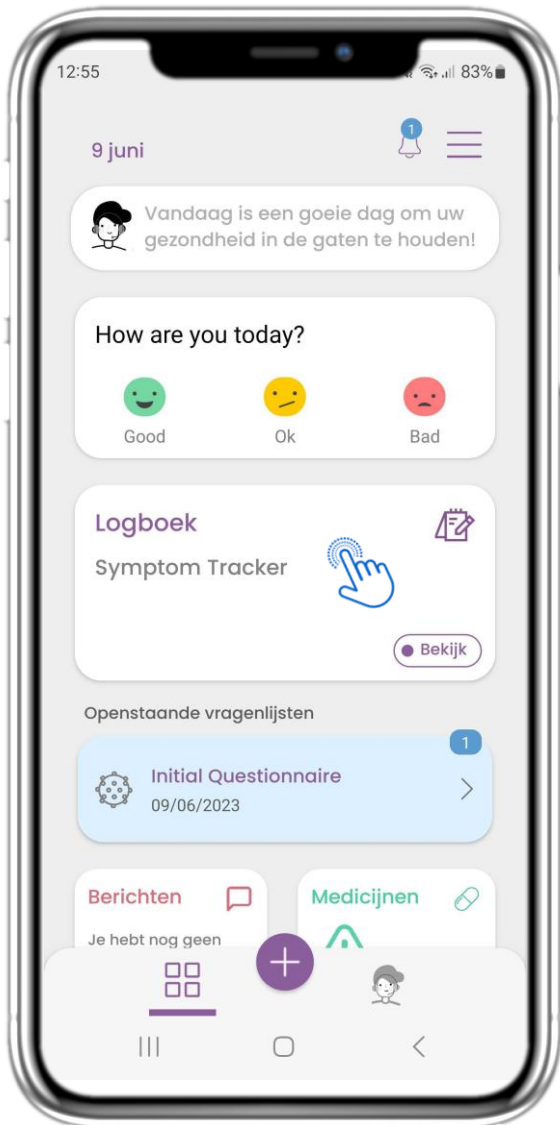 12:55
83%
9 juni
1
Vandaag is een goeie dag om uw
gezondheid in de gaten te houden!
How are you today?
Good Ok Bad
Logboek
Symptom Tracker
Bekijk
Openstaande vragenlijsten
1
Initial Questionnaire
09/06/2023
Berichten Medicijnen
Je hebt nog geen